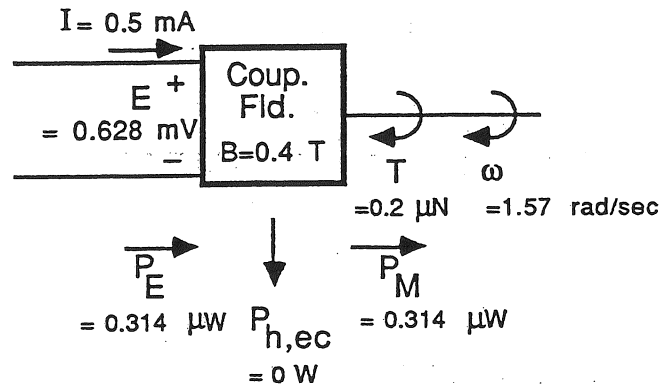 I = 0.5 mA
Coup.
Fld.
B=0.4 T
+
E
= 0.628 mV
−
T
=0.2 μN
ω
=1.57 rad/sec
P_E
= 0.314 μW
P_h,ec
= 0 W
P_M
= 0.314 μW